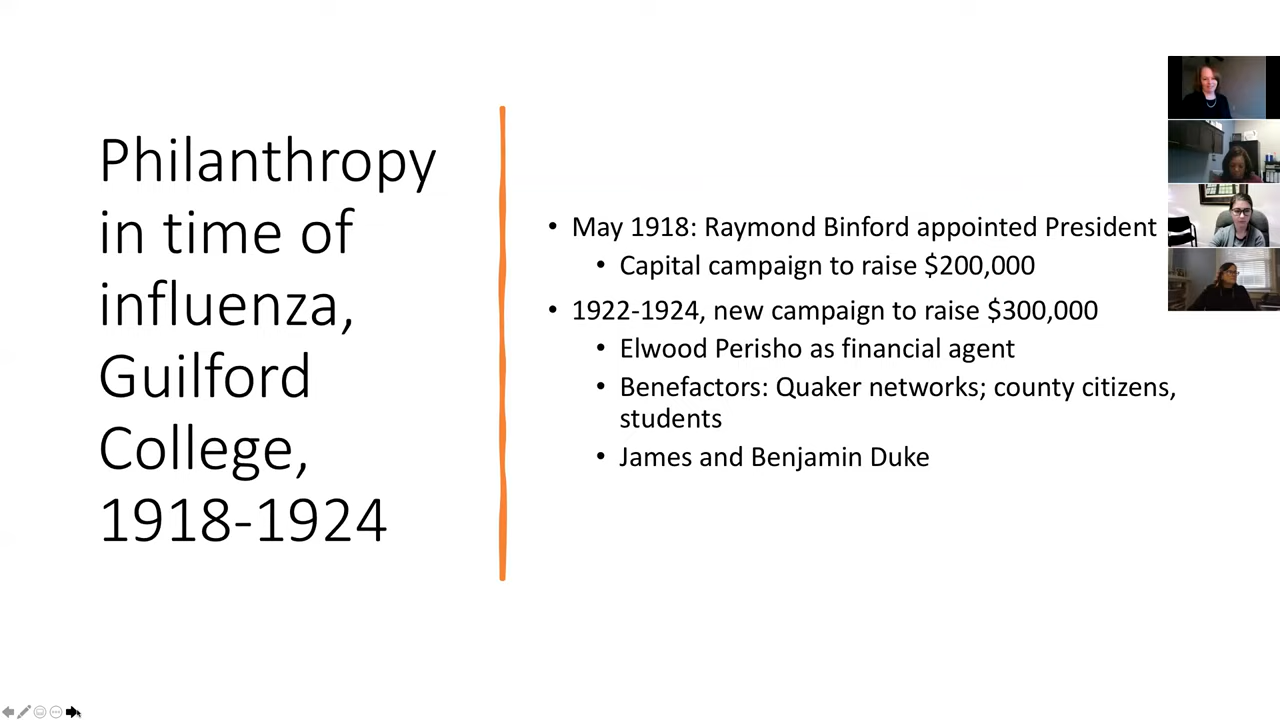 Philanthropy
in time of
influenza,
Guilford
College,
1918-1924
• May 1918: Raymond Binford appointed President
• Capital campaign to raise $200,000
• 1922-1924, new campaign to raise $300,000
• Elwood Perisho as financial agent
• Benefactors: Quaker networks; county citizens,
students
• James and Benjamin Duke